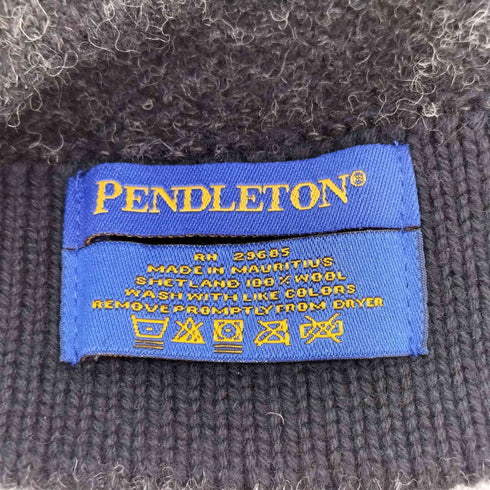 PENDLETON®
RN 29685
MADE IN MAURITIUS
SHETLAND 100% WOOL
WASH WITH LIKE COLORS
REMOVE PROMPTLY FROM DRYER